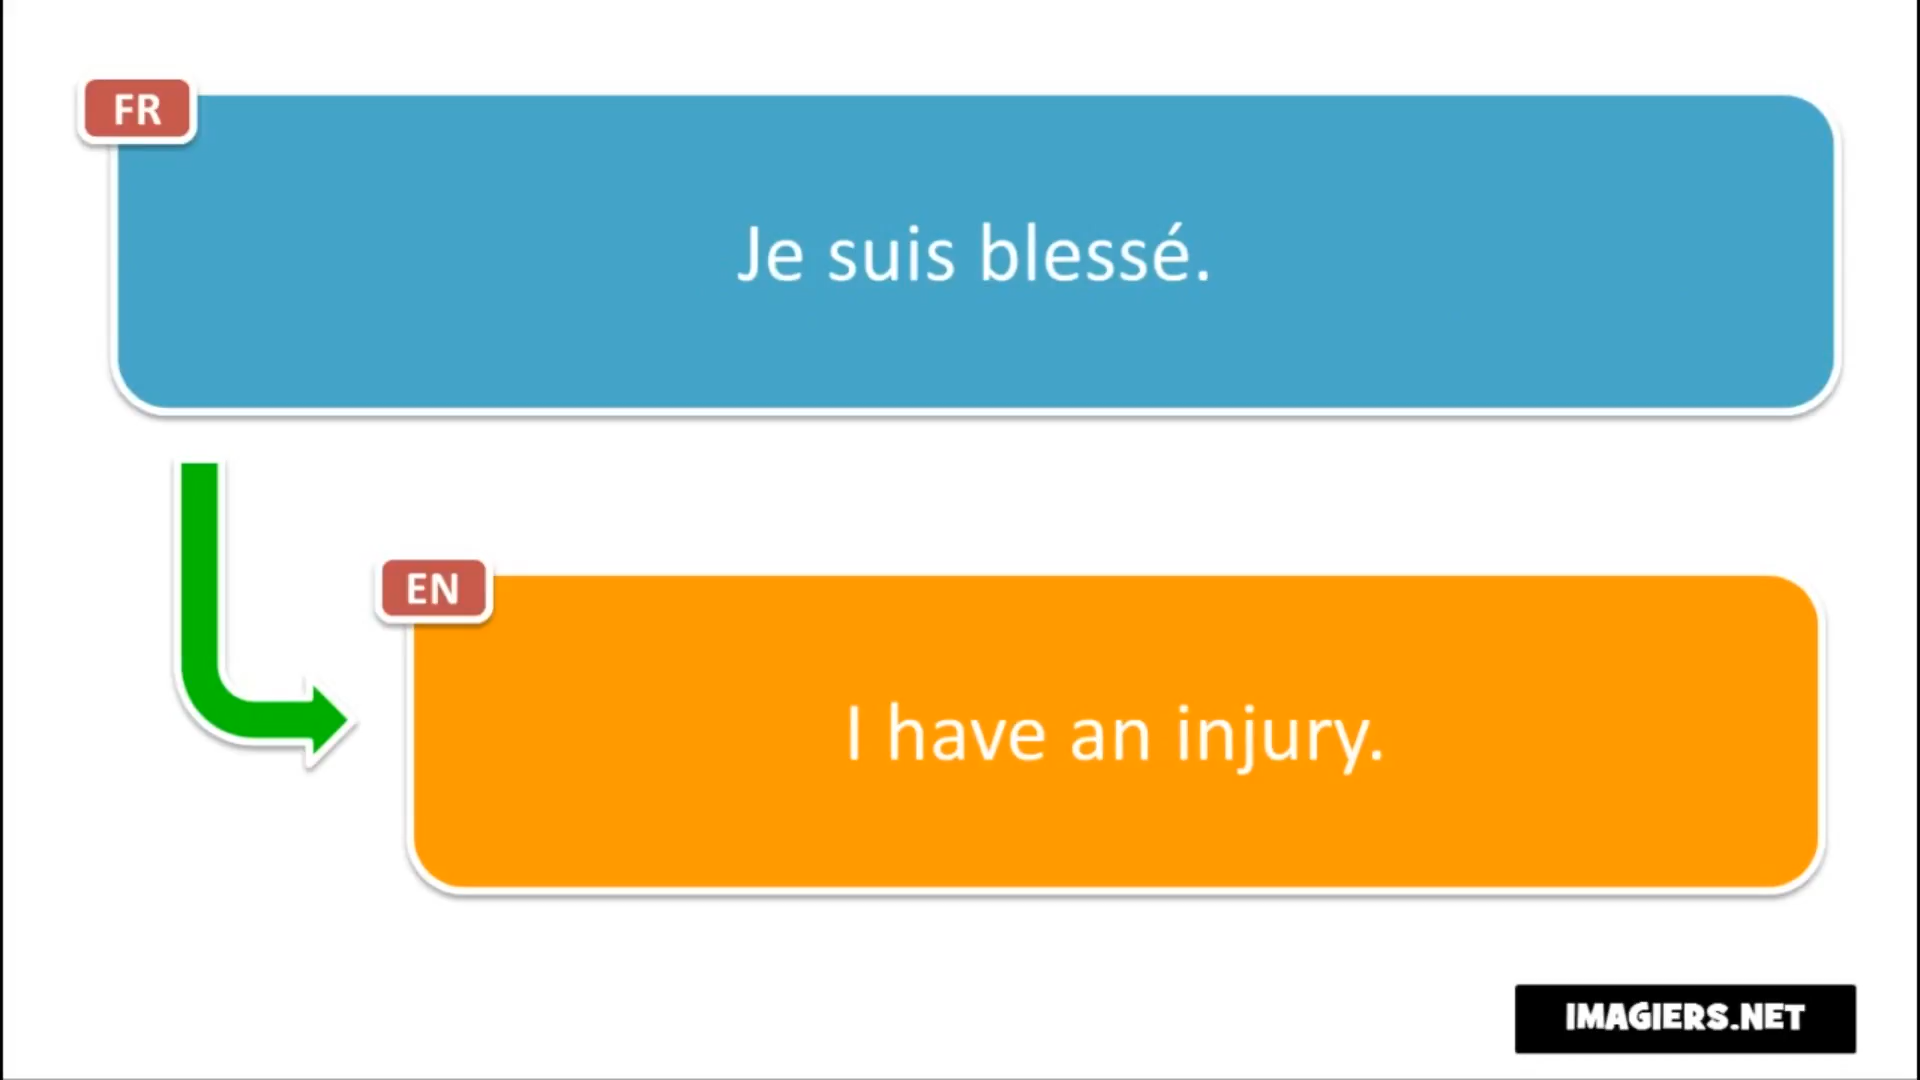 FR
Je suis blessé.
EN
I have an injury.
IMAGIERS.NET